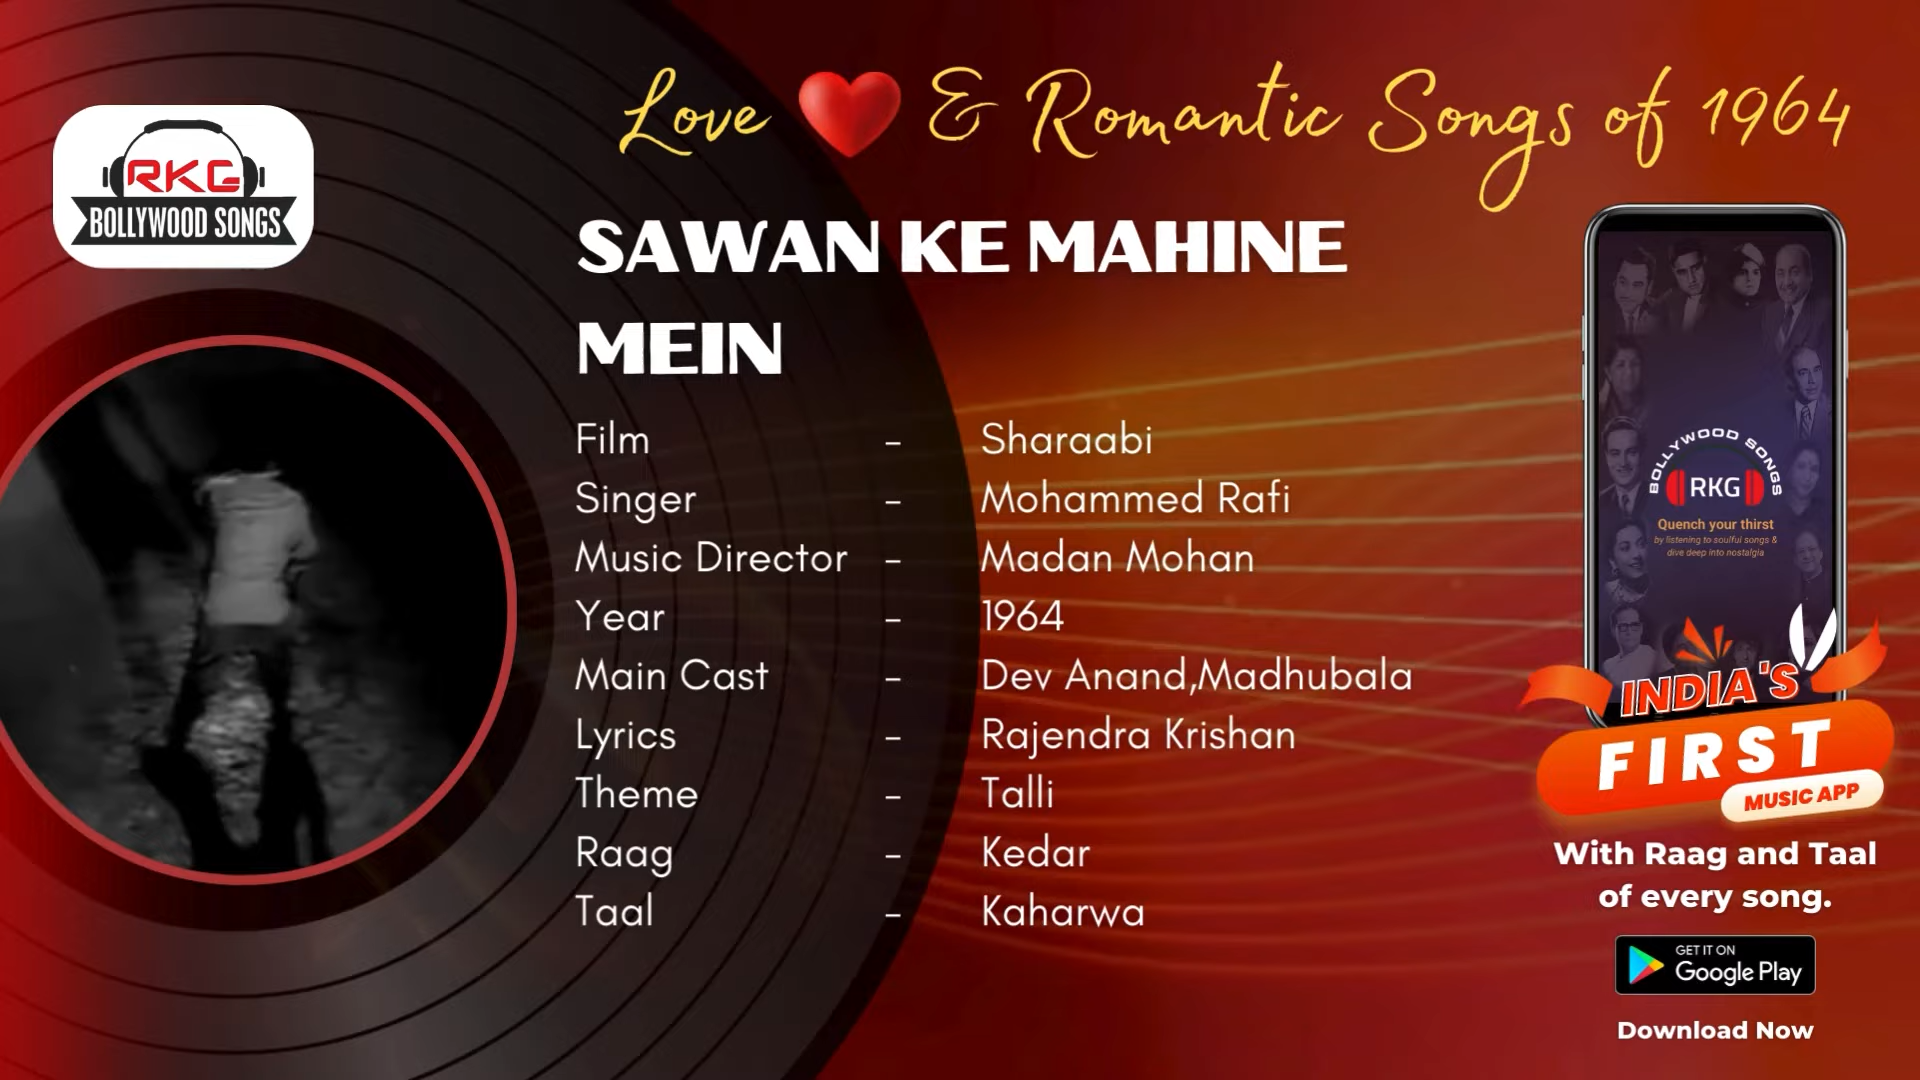 Love & Romantic Songs of 1964
RKG
BOLLYWOOD SONGS
SAWAN KE MAHINE
MEIN
Film - Sharaabi
Singer - Mohammed Rafi
Music Director - Madan Mohan
Year - 1964
Main Cast - Dev Anand,Madhubala
Lyrics - Rajendra Krishan
Theme - Talli
Raag - Kedar
Taal - Kaharwa
BOLLYWOOD SONGS
RKG
Quench your thirst
by listening to soulful songs &
dive deep into nostalgia
INDIA'S
FIRST
MUSIC APP
With Raag and Taal
of every song.
GET IT ON
Google Play
Download Now